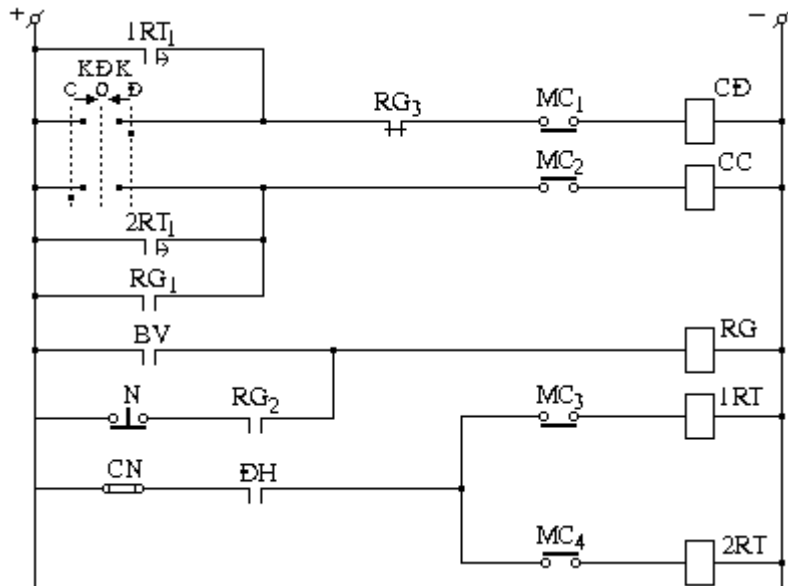 + −
1RT1
KĐK
C O Đ
RG3 MC1 CĐ
MC2 CC
2RT1
RG1
BV RG
N RG2 MC3 1RT
CN ĐH
MC4 2RT